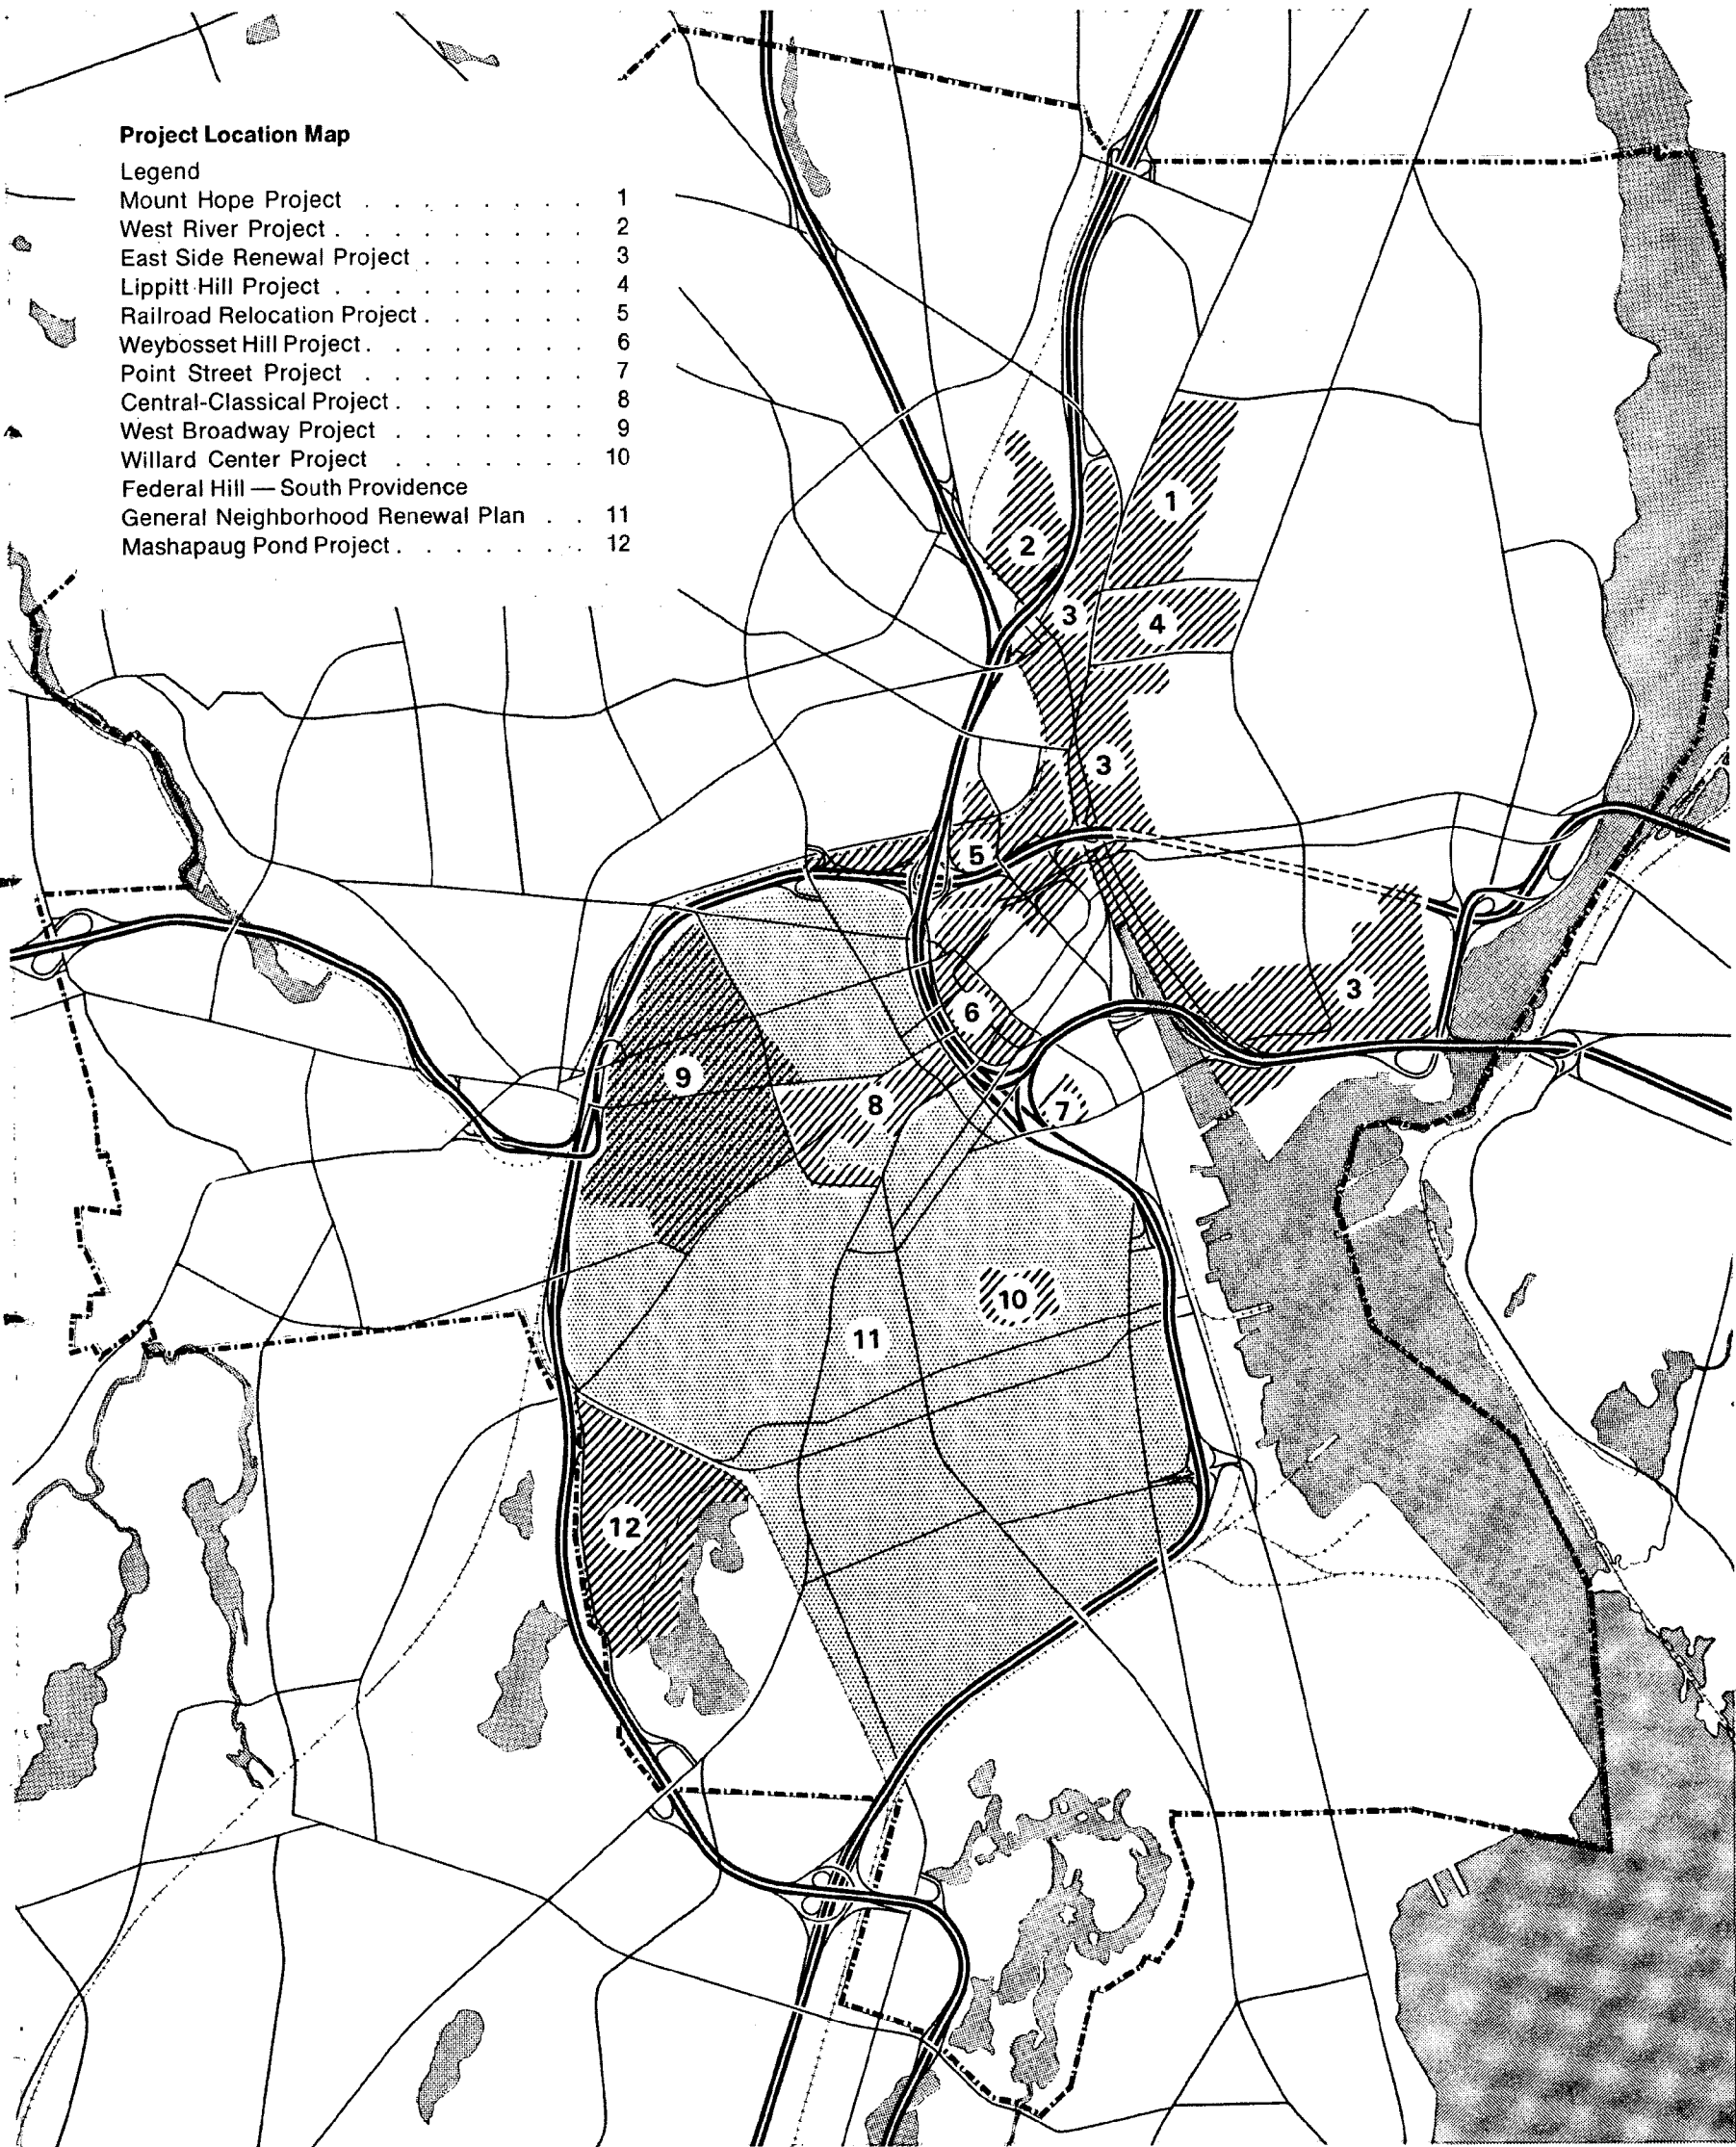 Project Location Map
Legend
Mount Hope Project . . . . . . . . . 1
West River Project . . . . . . . . . . 2
East Side Renewal Project . . . . . . 3
Lippitt Hill Project . . . . . . . . . . 4
Railroad Relocation Project . . . . . . 5
Weybosset Hill Project . . . . . . . . 6
Point Street Project . . . . . . . . 7
Central-Classical Project . . . . . . . 8
West Broadway Project . . . . . . . 9
Willard Center Project . . . . . . . 10
Federal Hill — South Providence
General Neighborhood Renewal Plan . . 11
Mashapaug Pond Project . . . . . . . 12
1
2
3
4
3
5
3
6
9
8
7
10
11
12